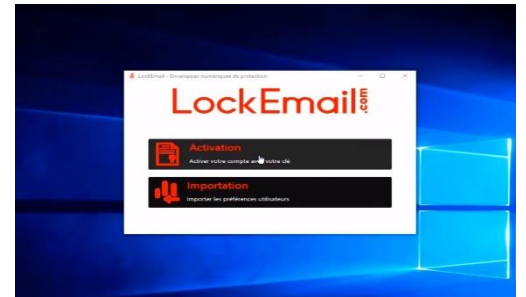 LockEmail - Enveloppes numériques de protection
LockEmail.com
Activation
Activer votre compte avec votre clé
Importation
Importer les préférences utilisateurs